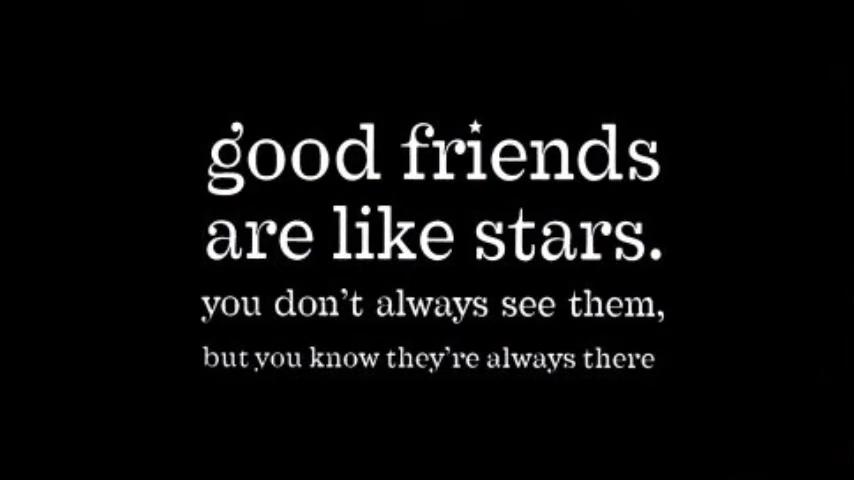 good friends
are like stars.
you don't always see them,
but you know they're always there